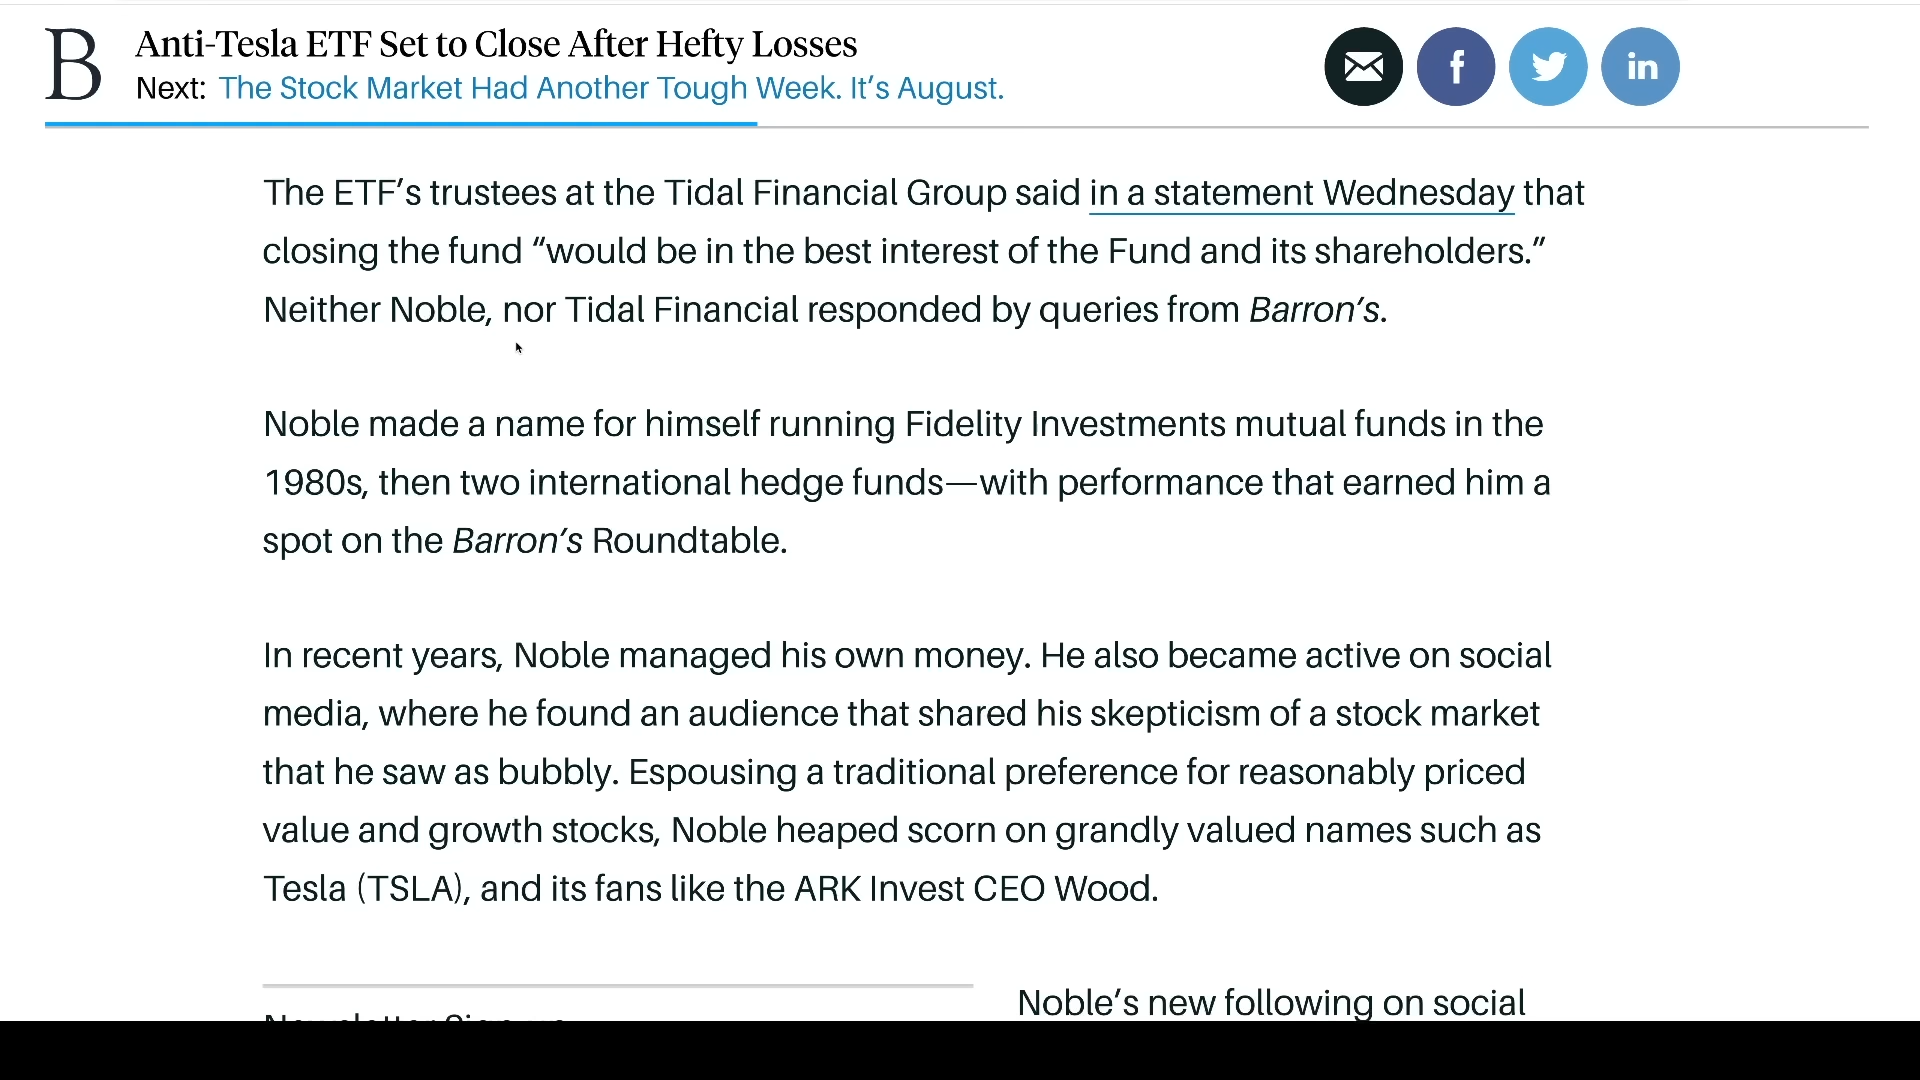 B
Anti-Tesla ETF Set to Close After Hefty Losses
Next: The Stock Market Had Another Tough Week. It’s August.
f
in
The ETF’s trustees at the Tidal Financial Group said in a statement Wednesday that
closing the fund “would be in the best interest of the Fund and its shareholders.”
Neither Noble, nor Tidal Financial responded by queries from Barron’s.
Noble made a name for himself running Fidelity Investments mutual funds in the
1980s, then two international hedge funds—with performance that earned him a
spot on the Barron’s Roundtable.
In recent years, Noble managed his own money. He also became active on social
media, where he found an audience that shared his skepticism of a stock market
that he saw as bubbly. Espousing a traditional preference for reasonably priced
value and growth stocks, Noble heaped scorn on grandly valued names such as
Tesla (TSLA), and its fans like the ARK Invest CEO Wood.
Noble’s new following on social